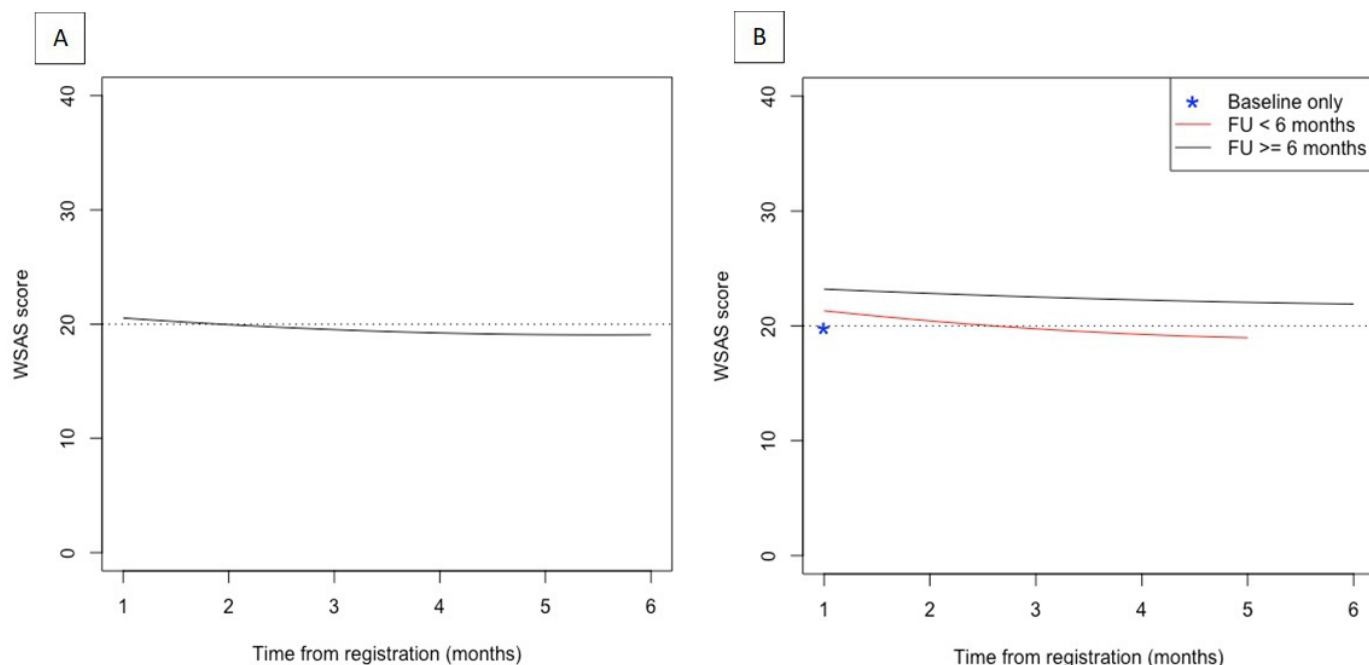 A
40
30
20
10
0
WSAS score
1 2 3 4 5 6
Time from registration (months)
B
40
30
20
10
0
WSAS score
1 2 3 4 5 6
Time from registration (months)
* Baseline only
FU < 6 months
FU >= 6 months